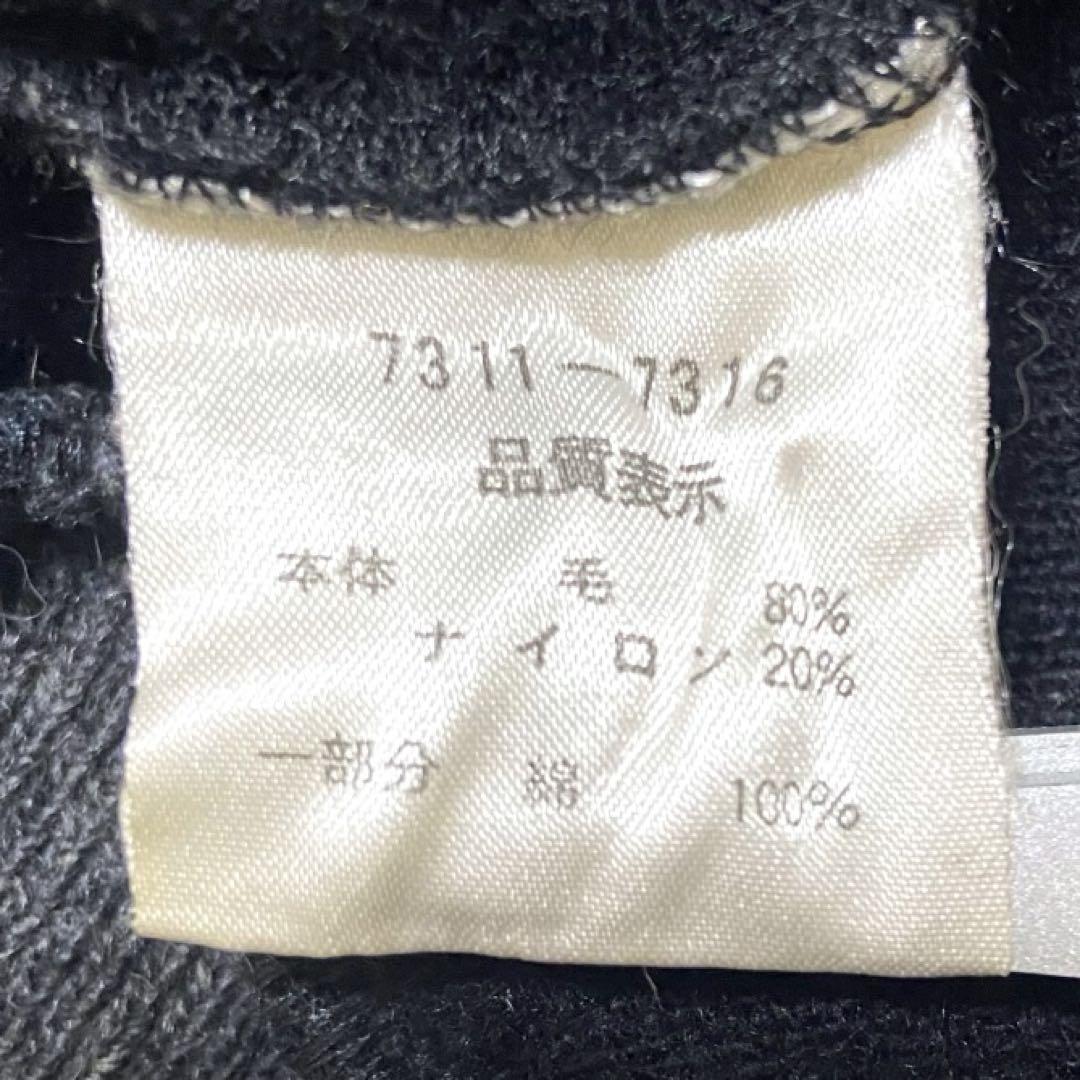 7311-7316
品質表示
本体 毛 80%
ナイロン 20%
一部分 綿 100%